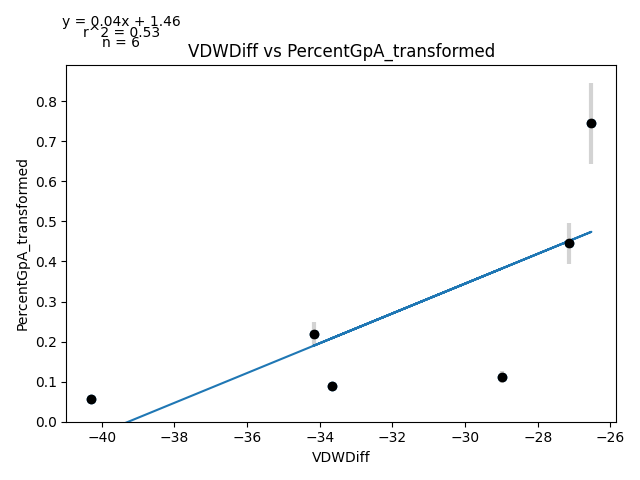 y = 0.04x + 1.46
r^2 = 0.53
n = 6
VDWDiff vs PercentGpA_transformed
PercentGpA_transformed
0.8
0.7
0.6
0.5
0.4
0.3
0.2
0.1
0.0
−40 −38 −36 −34 −32 −30 −28 −26
VDWDiff